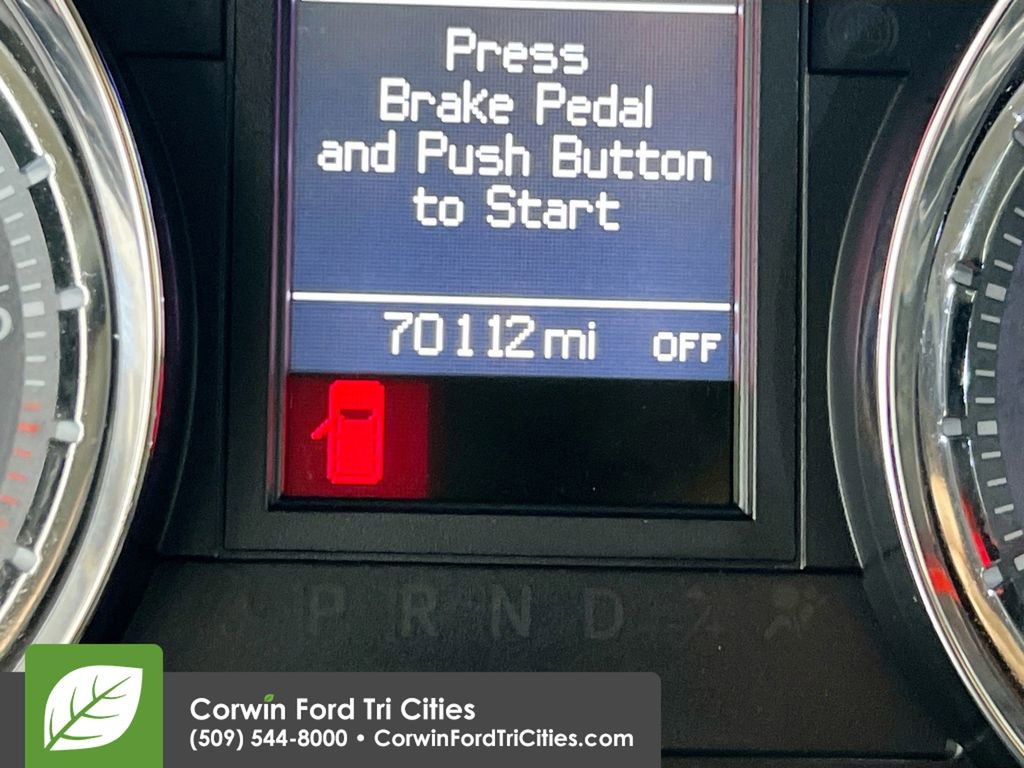 Press
Brake Pedal
and Push Button
to Start
70112 mi OFF
P R N D
Corwin Ford Tri Cities
(509) 544-8000 • CorwinFordTriCities.com